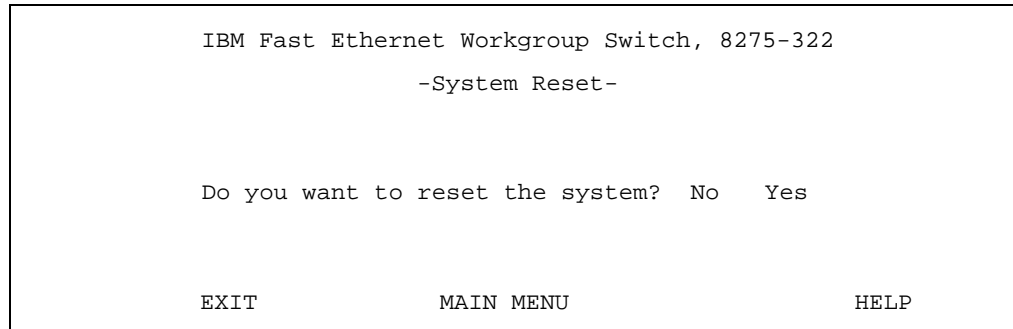 IBM Fast Ethernet Workgroup Switch, 8275-322
-System Reset-
Do you want to reset the system? No Yes
EXIT MAIN MENU HELP